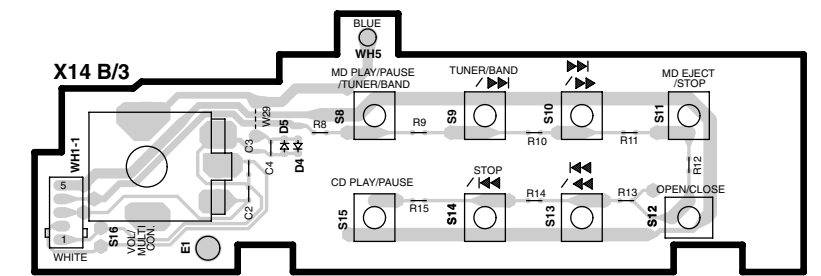 BLUE
WH5
X14 B/3
MD PLAY/PAUSE
/TUNER/BAND
TUNER/BAND
/
/
MD EJECT
/STOP
S8
S9
S10
S11
W29
D5
R8
R9
R10
R11
C3
C4
D4
R12
WH1-1
5
1
WHITE
C2
S16
VOL/
MULTI
CON.
E1
CD PLAY/PAUSE
STOP
/
/
OPEN/CLOSE
S15
R15
S14
R14
S13
R13
S12